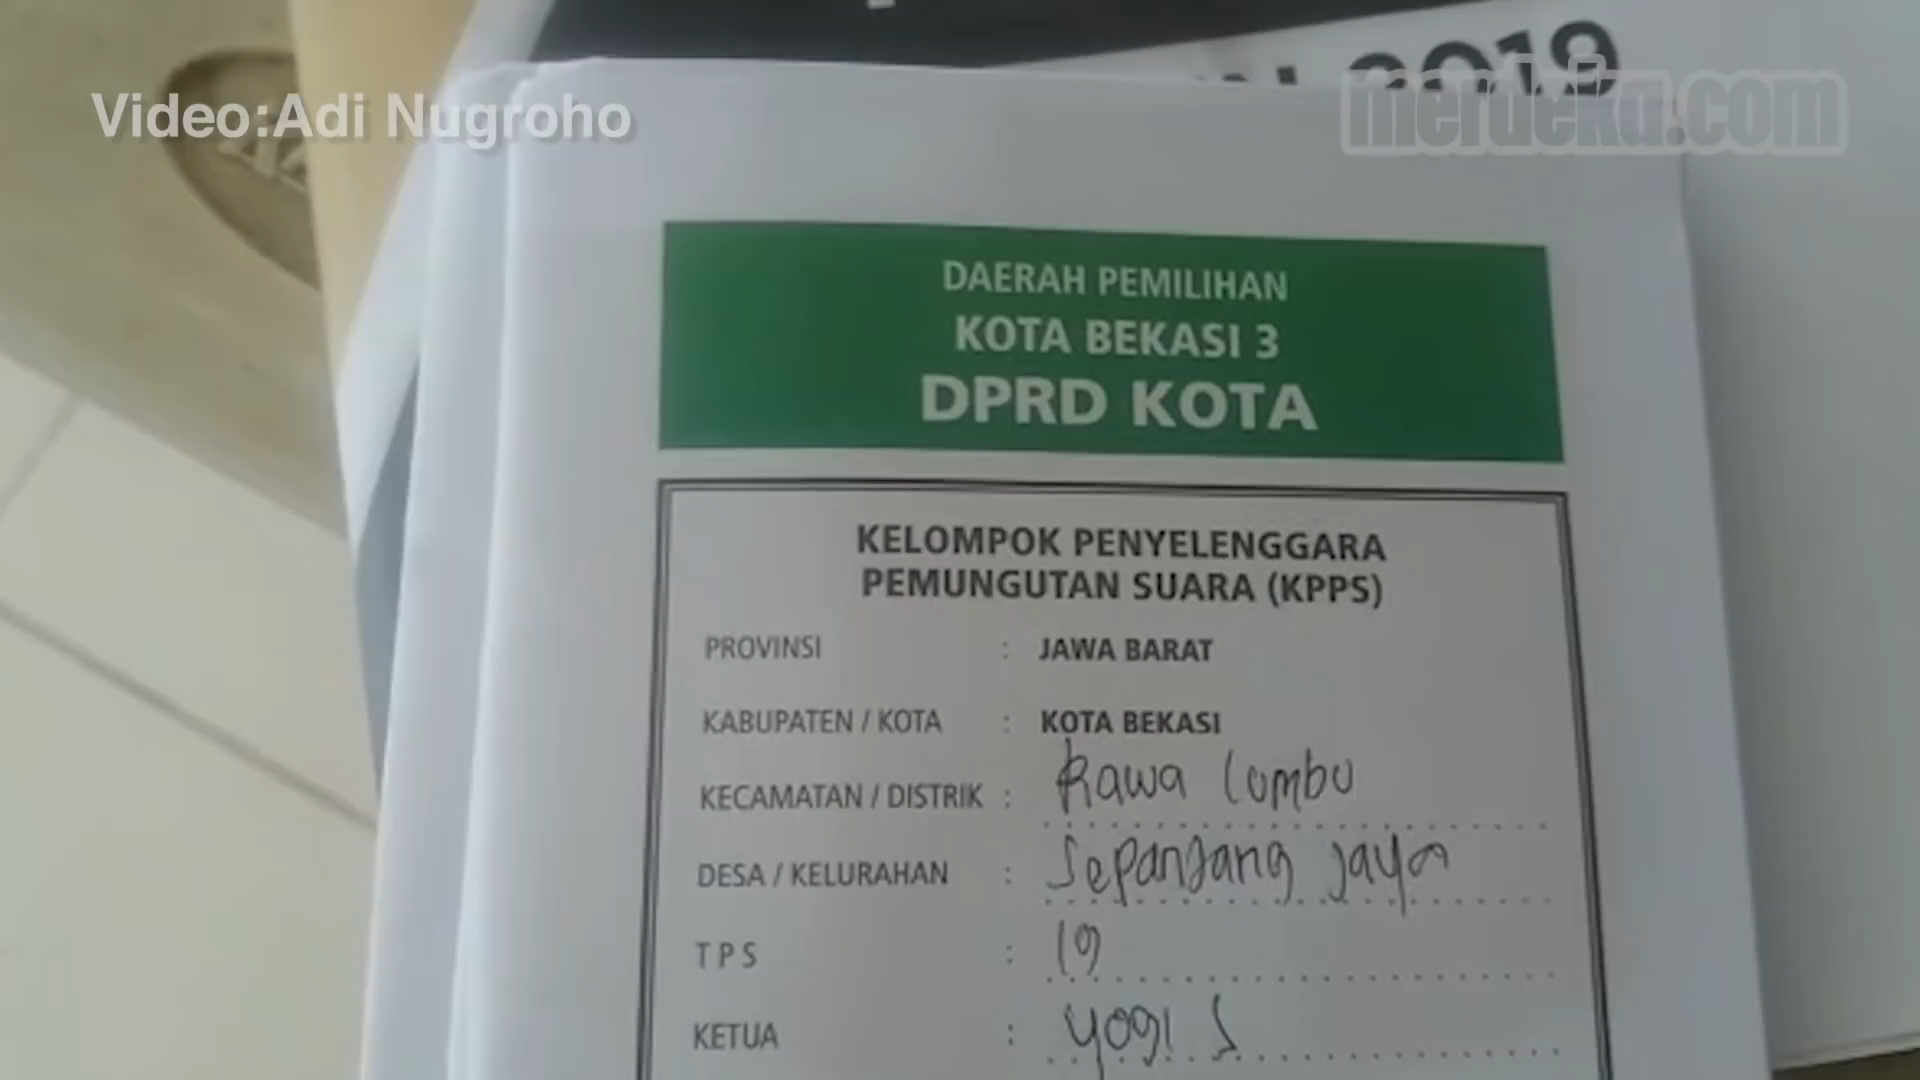 2019
Video:Adi Nugroho
merdeka.com
DAERAH PEMILIHAN
KOTA BEKASI 3
DPRD KOTA
KELOMPOK PENYELENGGARA
PEMUNGUTAN SUARA (KPPS)
PROVINSI : JAWA BARAT
KABUPATEN / KOTA : KOTA BEKASI
KECAMATAN / DISTRIK : Rawa lumbu
DESA / KELURAHAN : Sepanjang jaya
TPS : 19
KETUA : Yogi S